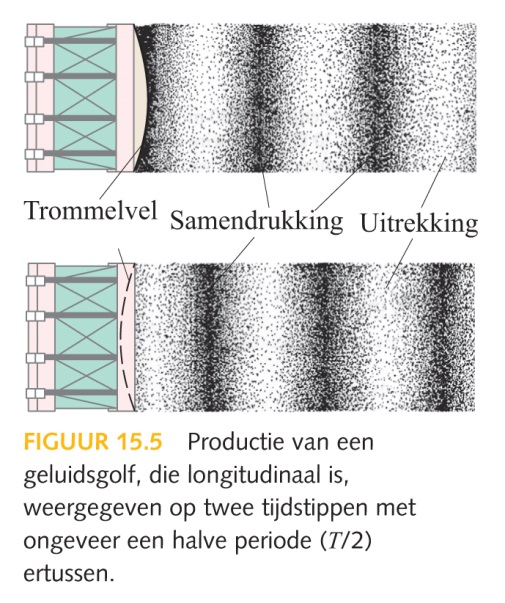 Trommelvel Samendrukking Uitrekking
FIGUUR 15.5 Productie van een
geluidsgolf, die longitudinaal is,
weergegeven op twee tijdstippen met
ongeveer een halve periode (T/2)
ertussen.